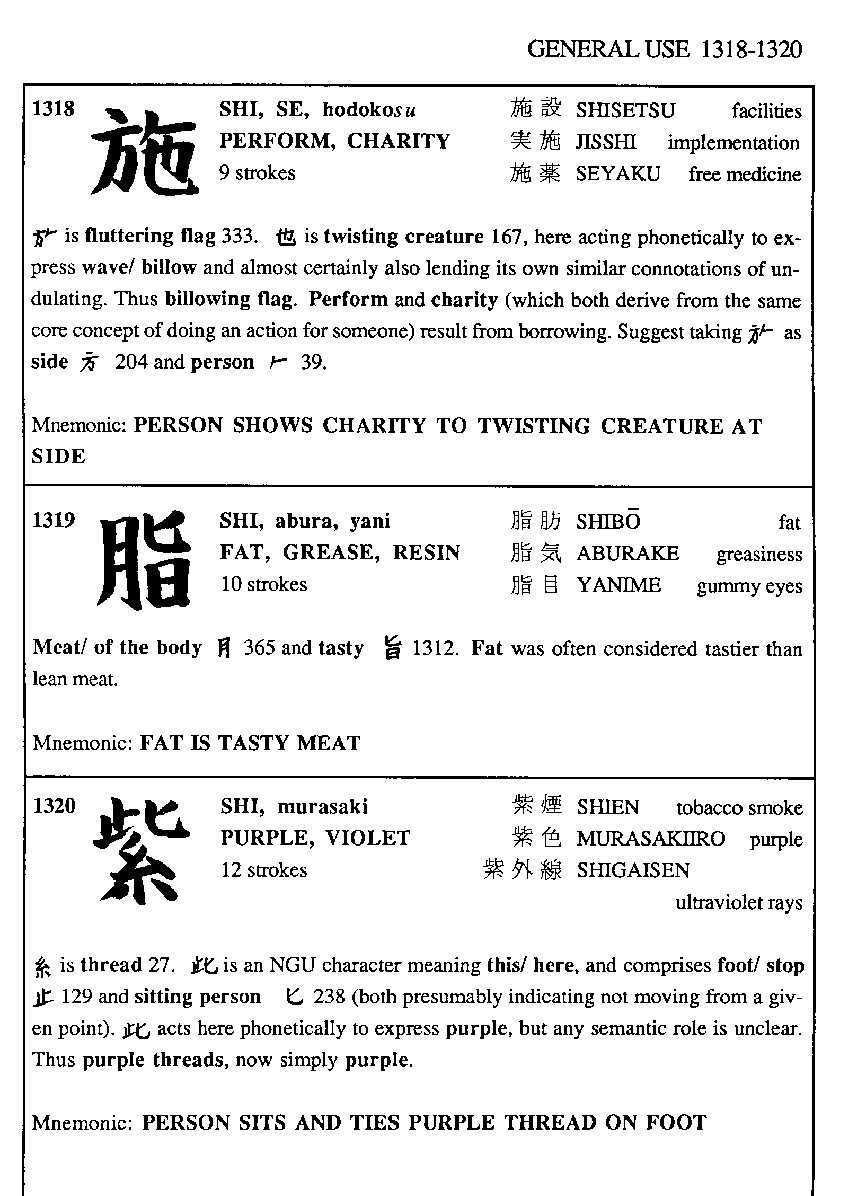 GENERAL USE 1318-1320
1318 施 SHI, SE, hodokosu 施設 SHISETSU facilities
PERFORM, CHARITY 実施 JISSHI implementation
9 strokes 施薬 SEYAKU free medicine
is fluttering flag 333. 也 is twisting creature 167, here acting phonetically to ex-
press wave/ billow and almost certainly also lending its own similar connotations of un-
dulating. Thus billowing flag. Perform and charity (which both derive from the same
core concept of doing an action for someone) result from borrowing. Suggest taking as
side 方 204 and person 𠂉 39.
Mnemonic: PERSON SHOWS CHARITY TO TWISTING CREATURE AT
SIDE
1319 脂 SHI, abura, yani 脂肪 SHIBŌ fat
FAT, GREASE, RESIN 脂気 ABURAKE greasiness
10 strokes 脂目 YANIME gummy eyes
Meat/ of the body 月 365 and tasty 旨 1312. Fat was often considered tastier than
lean meat.
Mnemonic: FAT IS TASTY MEAT
1320 紫 SHI, murasaki 紫煙 SHIEN tobacco smoke
PURPLE, VIOLET 紫色 MURASAKIIRO purple
12 strokes 紫外線 SHIGAISEN
ultraviolet rays
糸 is thread 27. 此 is an NGU character meaning this/ here, and comprises foot/ stop
止 129 and sitting person 匕 238 (both presumably indicating not moving from a giv-
en point). 此 acts here phonetically to express purple, but any semantic role is unclear.
Thus purple threads, now simply purple.
Mnemonic: PERSON SITS AND TIES PURPLE THREAD ON FOOT